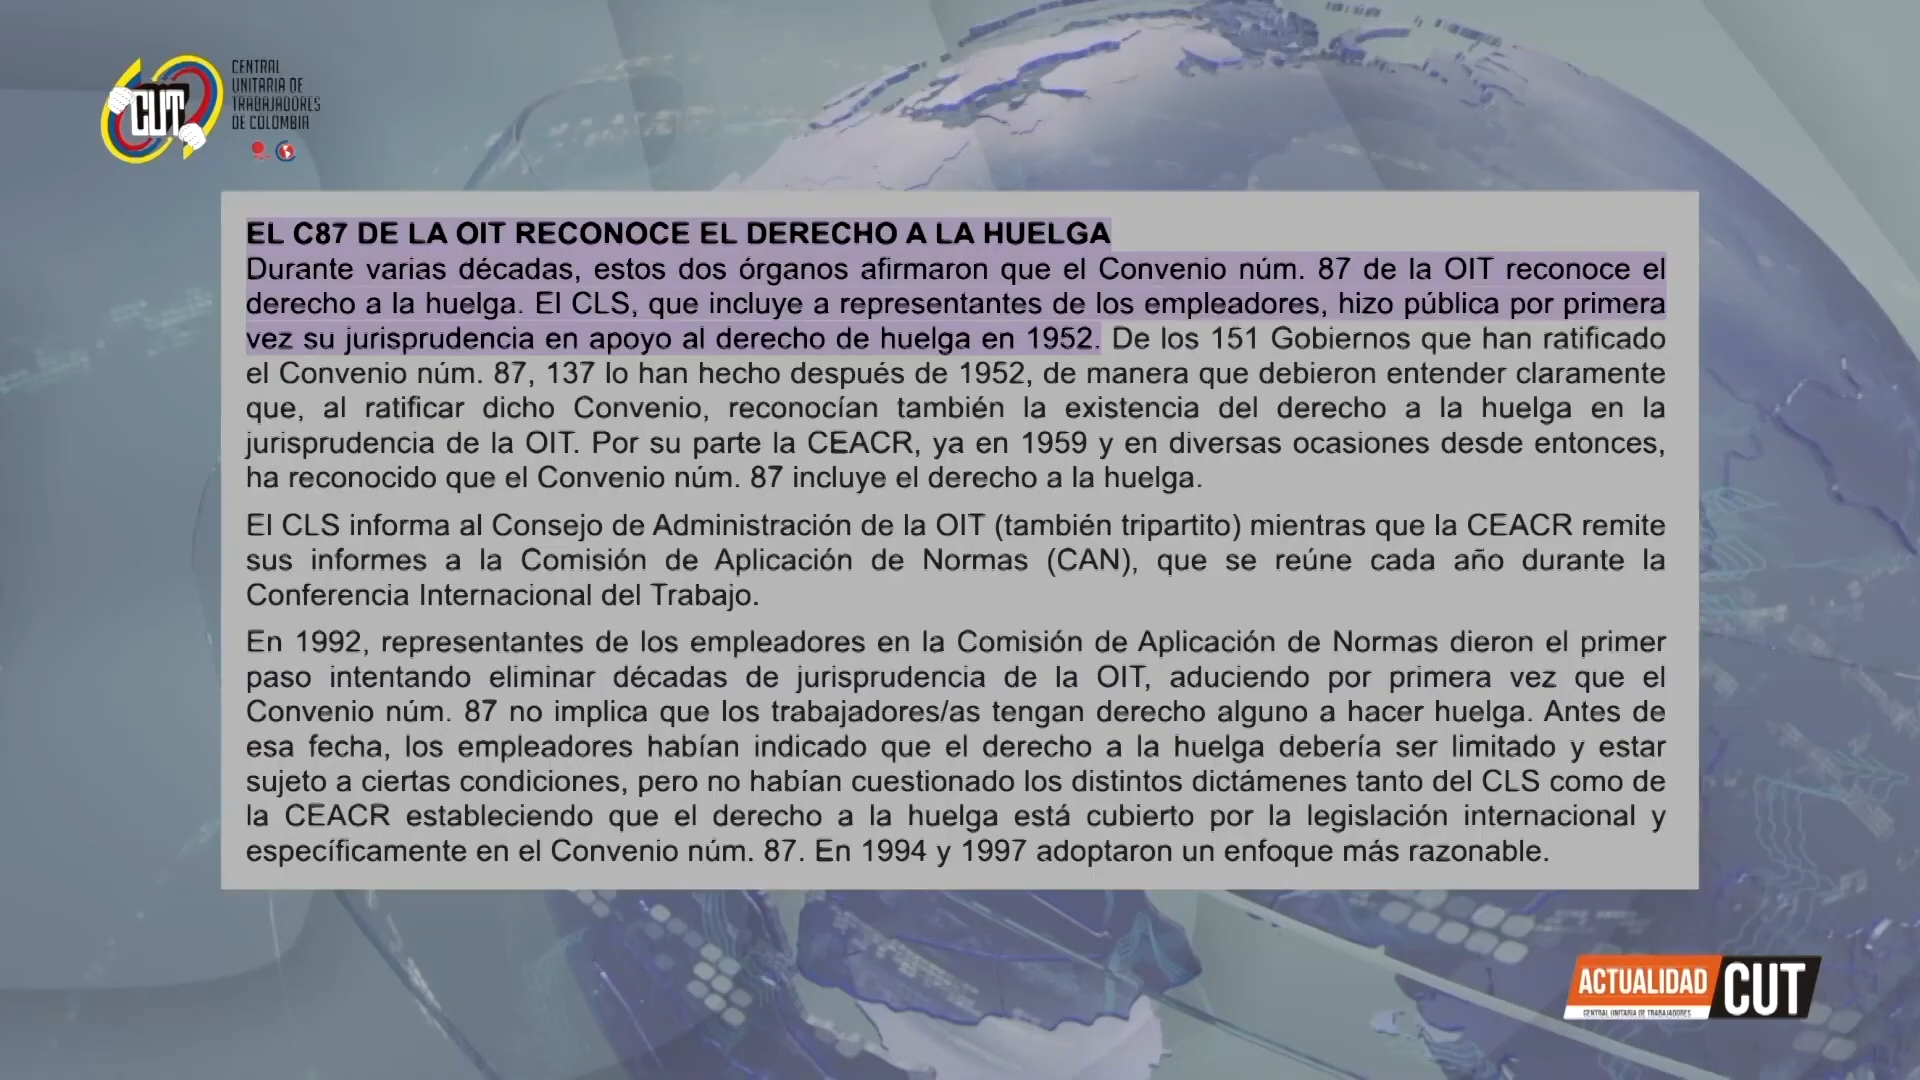 CUT
CENTRAL
UNITARIA DE
TRABAJADORES
DE COLOMBIA
EL C87 DE LA OIT RECONOCE EL DERECHO A LA HUELGA
Durante varias décadas, estos dos órganos afirmaron que el Convenio núm. 87 de la OIT reconoce el
derecho a la huelga. El CLS, que incluye a representantes de los empleadores, hizo pública por primera
vez su jurisprudencia en apoyo al derecho de huelga en 1952. De los 151 Gobiernos que han ratificado
el Convenio núm. 87, 137 lo han hecho después de 1952, de manera que debieron entender claramente
que, al ratificar dicho Convenio, reconocían también la existencia del derecho a la huelga en la
jurisprudencia de la OIT. Por su parte la CEACR, ya en 1959 y en diversas ocasiones desde entonces,
ha reconocido que el Convenio núm. 87 incluye el derecho a la huelga.
El CLS informa al Consejo de Administración de la OIT (también tripartito) mientras que la CEACR remite
sus informes a la Comisión de Aplicación de Normas (CAN), que se reúne cada año durante la
Conferencia Internacional del Trabajo.
En 1992, representantes de los empleadores en la Comisión de Aplicación de Normas dieron el primer
paso intentando eliminar décadas de jurisprudencia de la OIT, aduciendo por primera vez que el
Convenio núm. 87 no implica que los trabajadores/as tengan derecho alguno a hacer huelga. Antes de
esa fecha, los empleadores habían indicado que el derecho a la huelga debería ser limitado y estar
sujeto a ciertas condiciones, pero no habían cuestionado los distintos dictámenes tanto del CLS como de
la CEACR estableciendo que el derecho a la huelga está cubierto por la legislación internacional y
específicamente en el Convenio núm. 87. En 1994 y 1997 adoptaron un enfoque más razonable.
ACTUALIDAD CUT
CENTRAL UNITARIA DE TRABAJADORES